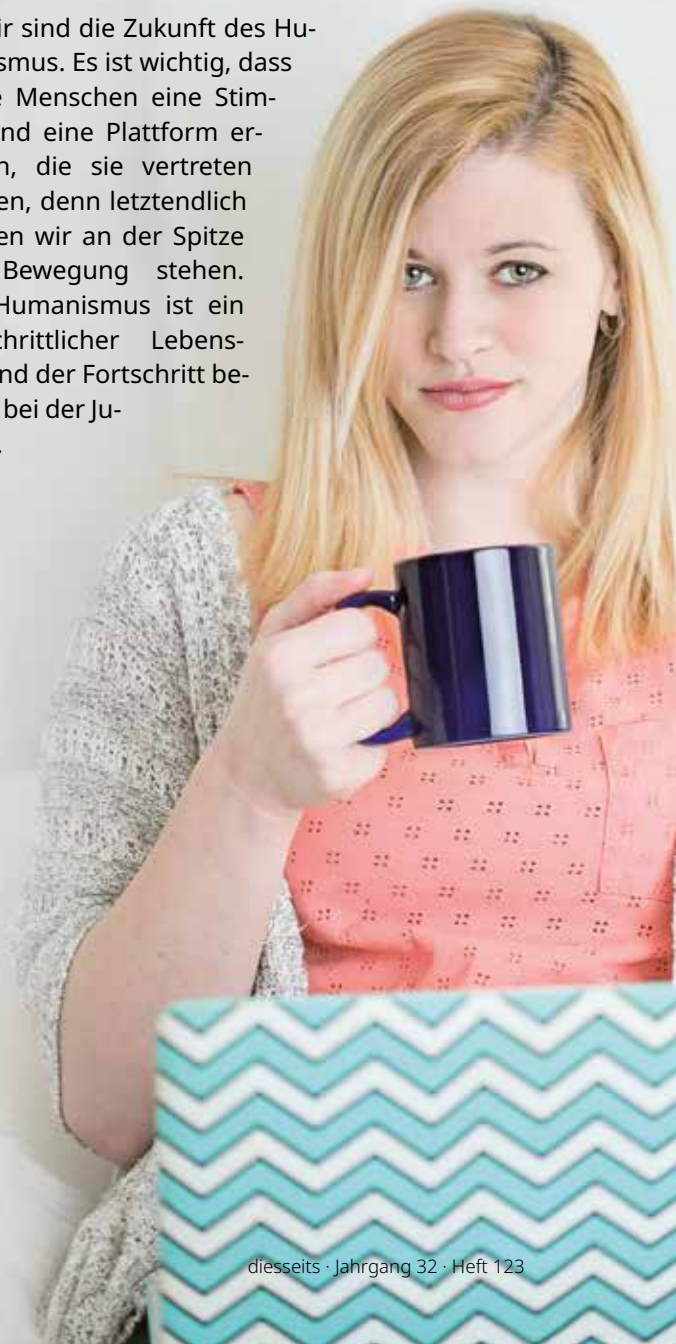 ir sind die Zukunft des Hu-
smus. Es ist wichtig, dass
e Menschen eine Stim-
nd eine Plattform er-
n, die sie vertreten
en, denn letztendlich
en wir an der Spitze
Bewegung stehen.
Humanismus ist ein
chrittlicher Lebens-
nd der Fortschritt be-
bei der Ju-
.
diesseits · Jahrgang 32 · Heft 123